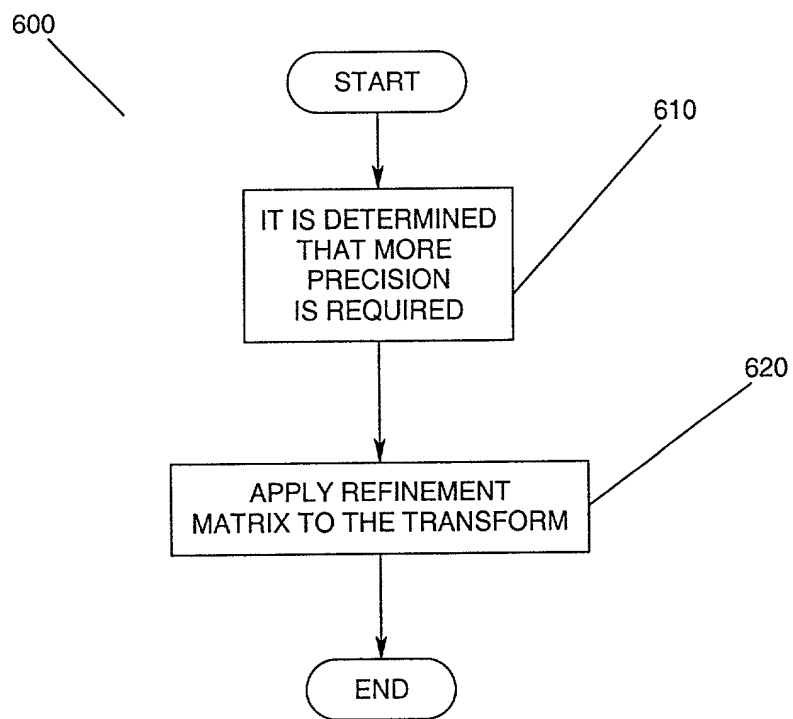 600
START
610
IT IS DETERMINED
THAT MORE
PRECISION
IS REQUIRED
620
APPLY REFINEMENT
MATRIX TO THE TRANSFORM
END